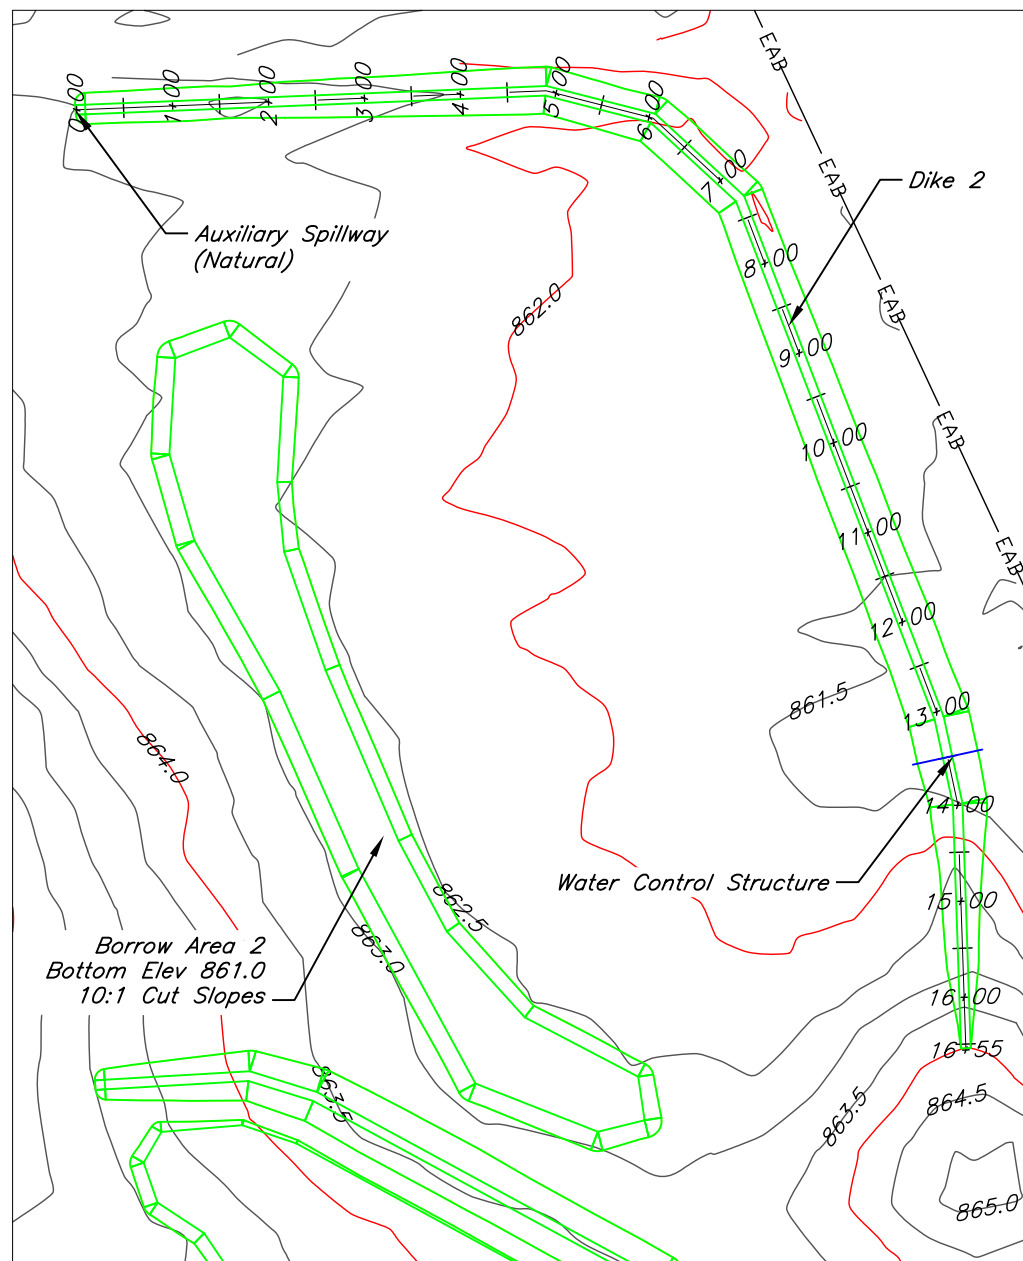 EAB
0+00
1+00
2+00
3+00
4+00
5+00
6+00
7+00
EAB
Dike 2
Auxiliary Spillway
(Natural)
8+00
862.0
EAB
9+00
EAB
10+00
11+00
EAB
12+00
861.5
13+00
864.0
14+00
Water Control Structure
862.5
15+00
863.0
Borrow Area 2
Bottom Elev 861.0
10:1 Cut Slopes
16+00
16+55
863.5
863.5
864.5
865.0